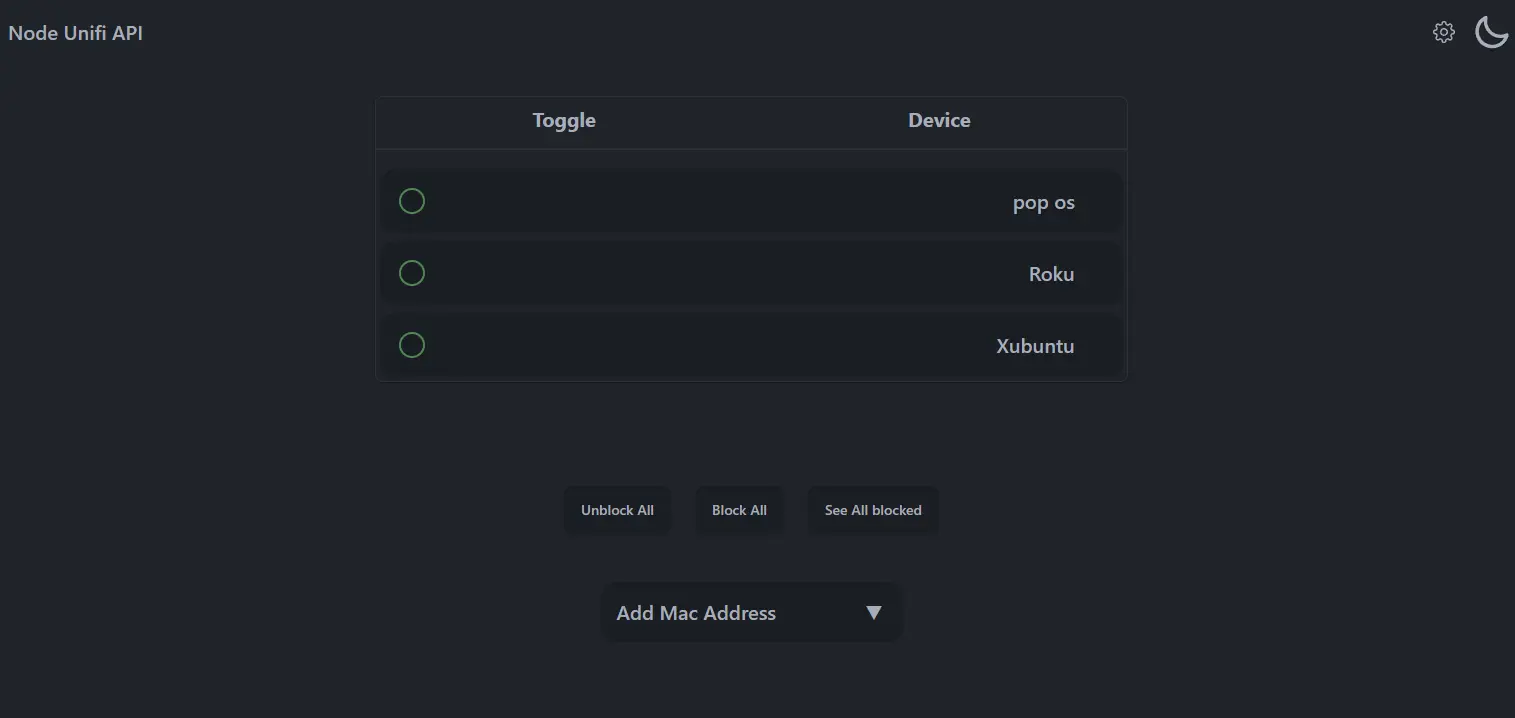 Node Unifi API
Toggle Device
pop os
Roku
Xubuntu
Unblock All Block All See All blocked
Add Mac Address ▼